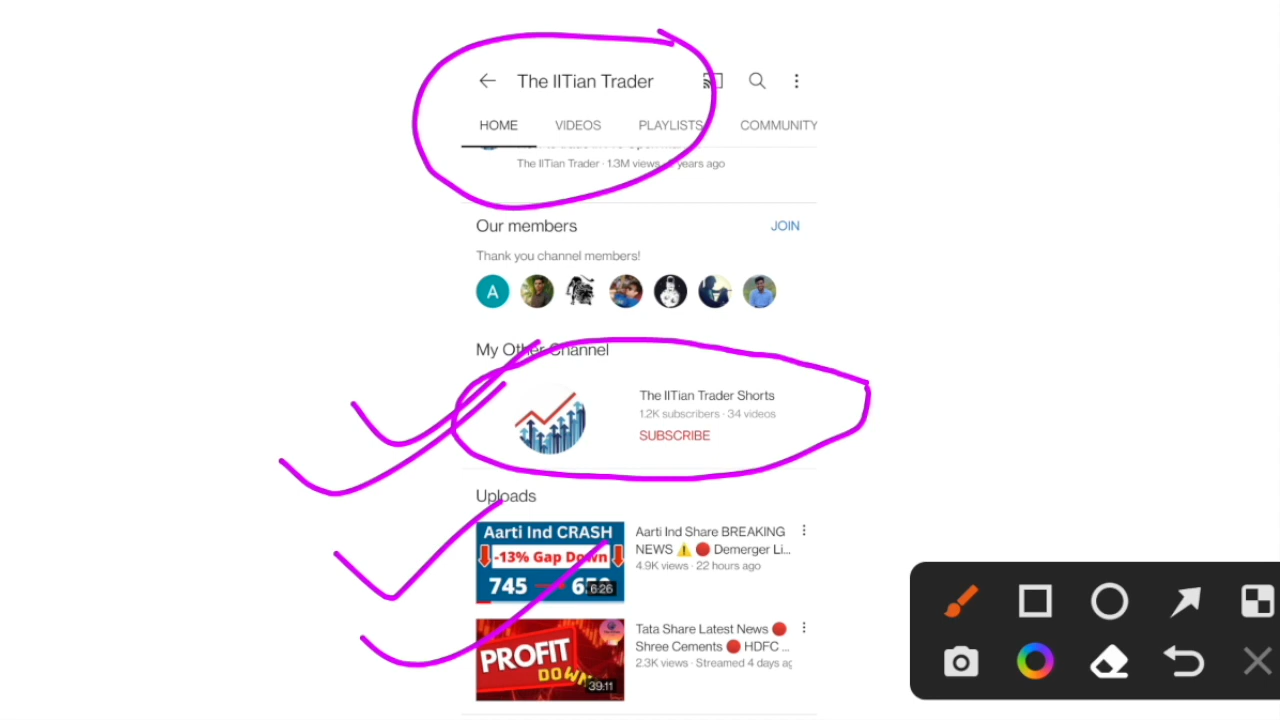 The IITian Trader
HOME VIDEOS PLAYLISTS COMMUNITY
The IITian Trader · 1.3M views · years ago
Our members JOIN
Thank you channel members!
A
My Other Channel
The IITian Trader Shorts
1.2K subscribers · 34 videos
SUBSCRIBE
Uploads
Aarti Ind CRASH
-13% Gap Down
745
6:26
Aarti Ind Share BREAKING
NEWS ⚠️ 🔴 Demerger Li...
4.9K views · 22 hours ago
PROFIT
DOWN
39:11
Tata Share Latest News 🔴
Shree Cements 🔴 HDFC ...
2.3K views · Streamed 4 days ag